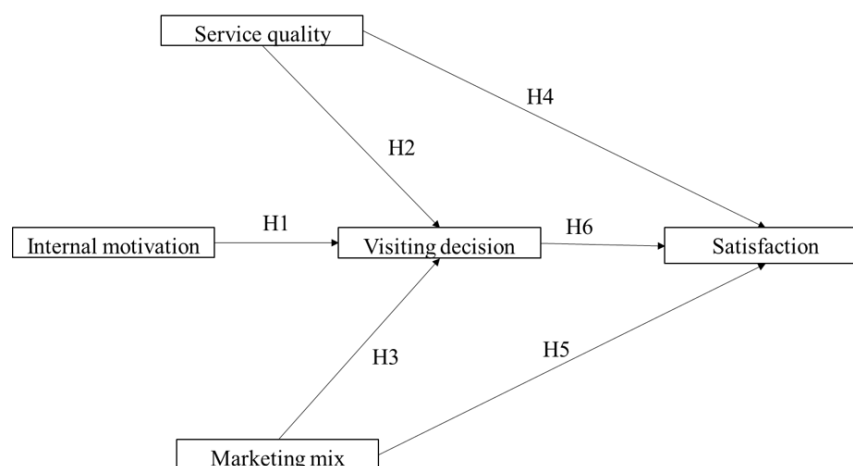 Service quality
H4
H2
Internal motivation
H1
Visiting decision
H6
Satisfaction
H3
H5
Marketing mix